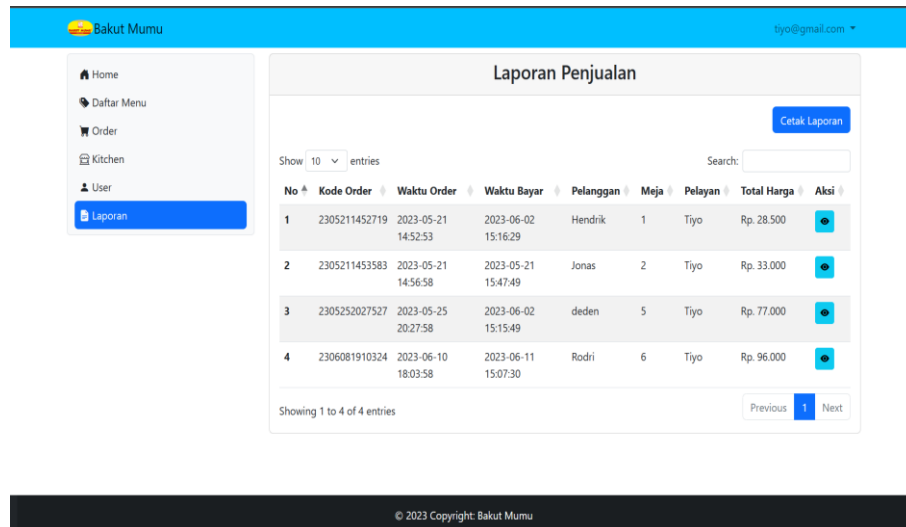 Bakut Mumu
tiyo@gmail.com
Home
Daftar Menu
Order
Kitchen
User
Laporan
Laporan Penjualan
Cetak Laporan
Show 10 entries
Search:
No Kode Order Waktu Order Waktu Bayar Pelanggan Meja Pelayan Total Harga Aksi
1 2305211452719 2023-05-21 2023-06-02 Hendrik 1 Tiyo Rp. 28.500
14:52:53 15:16:29
2 2305211453583 2023-05-21 2023-05-21 Jonas 2 Tiyo Rp. 33.000
14:56:58 15:47:49
3 2305252027527 2023-05-25 2023-06-02 deden 5 Tiyo Rp. 77.000
20:27:58 15:15:49
4 2306081910324 2023-06-10 2023-06-11 Rodri 6 Tiyo Rp. 96.000
18:03:58 15:07:30
Showing 1 to 4 of 4 entries
Previous 1 Next
© 2023 Copyright: Bakut Mumu